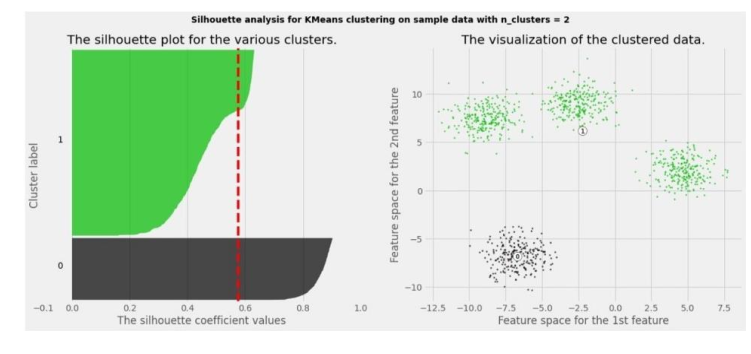 Silhouette analysis for KMeans clustering on sample data with n_clusters = 2
The silhouette plot for the various clusters.
Cluster label
1
0
−0.1 0.0 0.2 0.4 0.6 0.8 1.0
The silhouette coefficient values
The visualization of the clustered data.
Feature space for the 2nd feature
10
5
0
−5
−10
1
0
−12.5 −10.0 −7.5 −5.0 −2.5 0.0 2.5 5.0 7.5
Feature space for the 1st feature